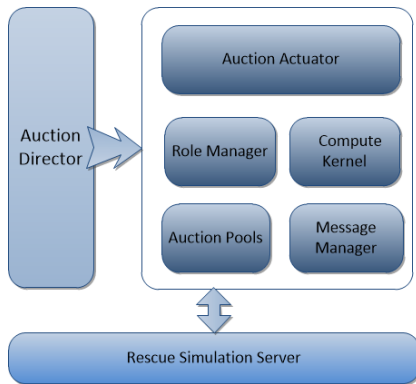 Auction Actuator
Auction
Director
Role Manager
Compute
Kernel
Auction Pools
Message
Manager
Rescue Simulation Server